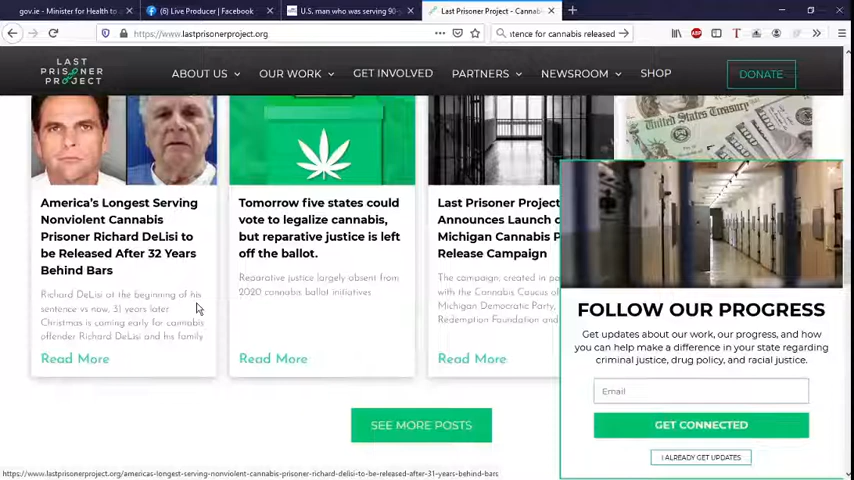 gov.ie - Minister for Health to a
(1) Live Producer | Facebook
U.S. man who was serving 90-
Last Prisoner Project - Cannab
https://www.lastprisonerproject.org
tence for cannabis released
LAST
PRISONER
PROJECT
ABOUT US
OUR WORK
GET INVOLVED
PARTNERS
NEWSROOM
SHOP
DONATE
America's Longest Serving
Nonviolent Cannabis
Prisoner Richard DeLisi to
be Released After 32 Years
Behind Bars
Richard DeLisi at the beginning of his
sentence vs now, 31 years later
Christmas is coming early for cannabis
offender Richard DeLisi and his family
Read More
Tomorrow five states could
vote to legalize cannabis,
but reparative justice is left
off the ballot.
Reparative justice largely absent from
2020 cannabis ballot initiatives
Read More
Last Prisoner Project
Announces Launch o
Michigan Cannabis P
Release Campaign
The campaign, created in pa
with the Cannabis Caucus of
Michigan Democratic Party,
Redemption Foundation and
Read More
United States Treasury
FOLLOW OUR PROGRESS
Get updates about our work, our progress, and how
you can help make a difference in your state regarding
criminal justice, drug policy, and racial justice.
Email
GET CONNECTED
I ALREADY GET UPDATES
SEE MORE POSTS
https://www.lastprisonerproject.org/americas-longest-serving-nonviolent-cannabis-prisoner-richard-delisi-to-be-released-after-31-years-behind-bars